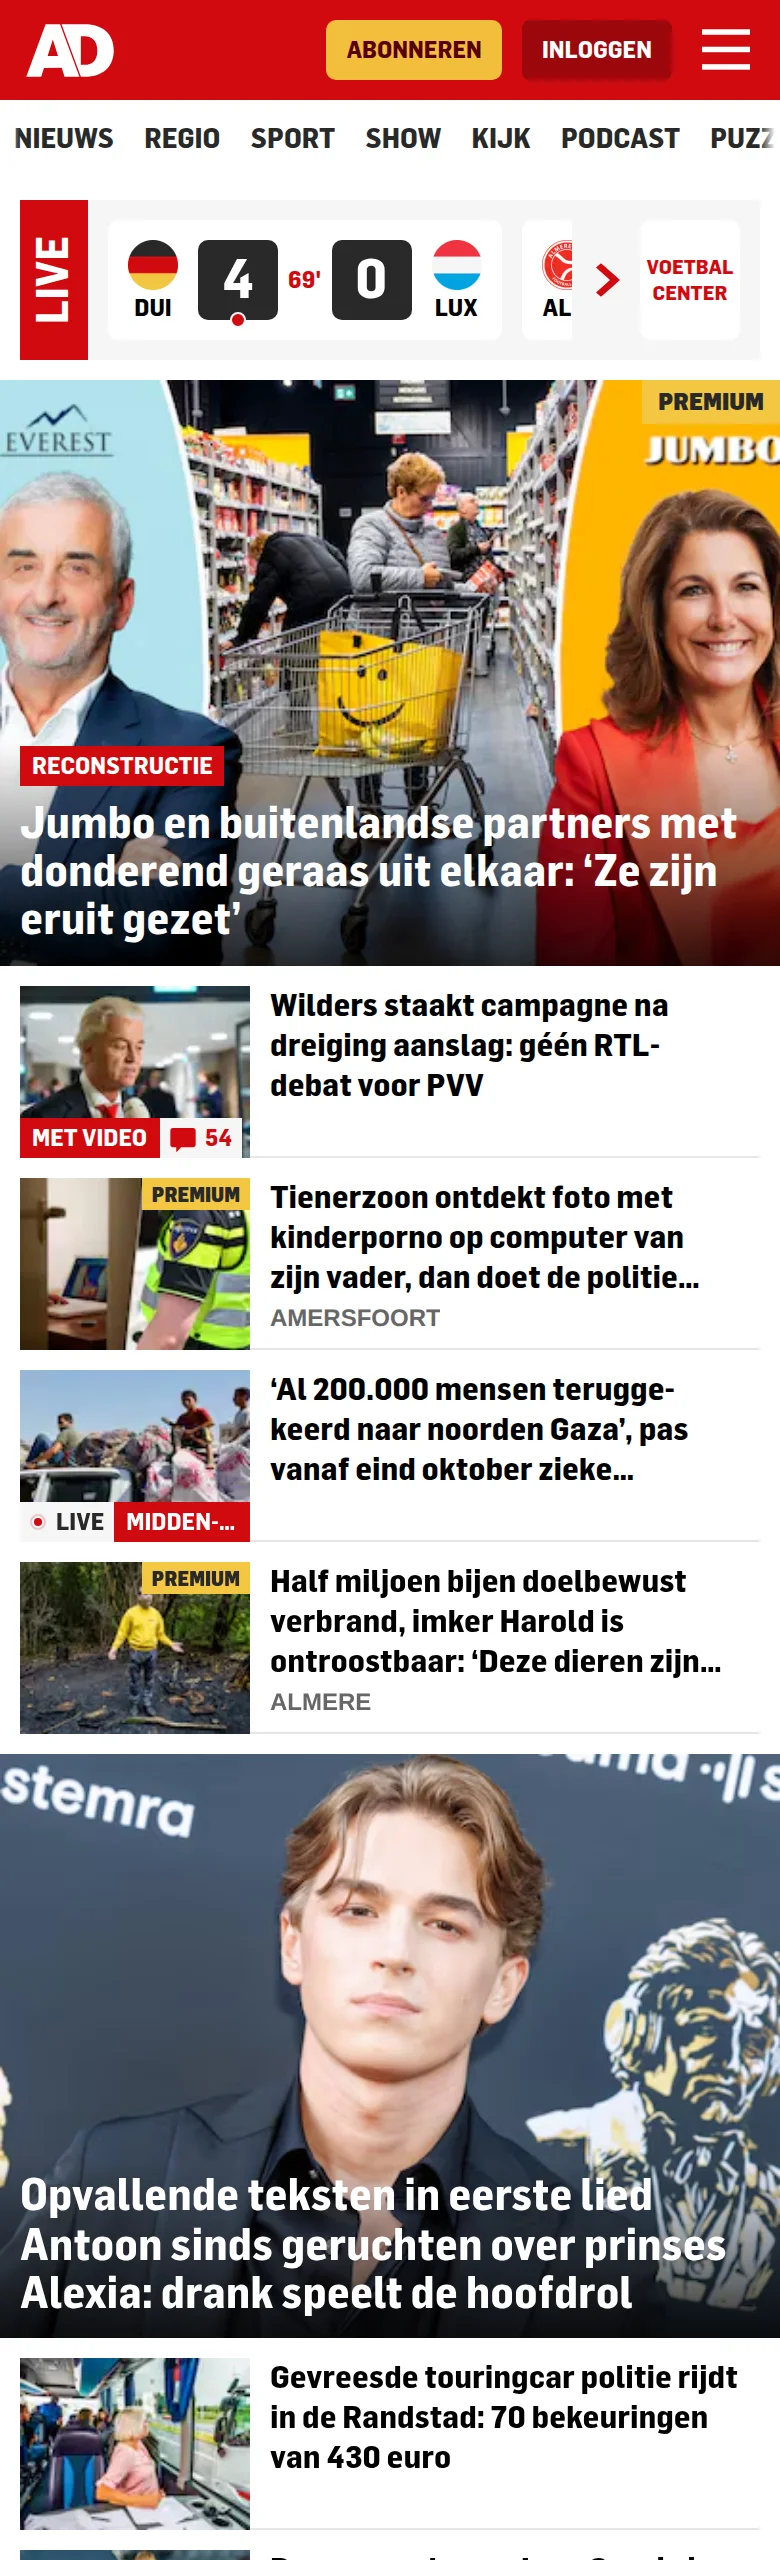 AD
ABONNEREN
INLOGGEN
NIEUWS REGIO SPORT SHOW KIJK PODCAST PUZZ
LIVE
DUI
4
69'
0
LUX
AL
VOETBAL
CENTER
PREMIUM
EVEREST
JUMBO
RECONSTRUCTIE
Jumbo en buitenlandse partners met
donderend geraas uit elkaar: ‘Ze zijn
eruit gezet’
Wilders staakt campagne na
dreiging aanslag: géén RTL-
debat voor PVV
MET VIDEO 54
PREMIUM
Tienerzoon ontdekt foto met
kinderporno op computer van
zijn vader, dan doet de politie...
AMERSFOORT
‘Al 200.000 mensen terugge-
keerd naar noorden Gaza’, pas
vanaf eind oktober zieke...
LIVE MIDDEN-...
PREMIUM
Half miljoen bijen doelbewust
verbrand, imker Harold is
ontroostbaar: ‘Deze dieren zijn...
ALMERE
stemra
Opvallende teksten in eerste lied
Antoon sinds geruchten over prinses
Alexia: drank speelt de hoofdrol
Gevreesde touringcar politie rijdt
in de Randstad: 70 bekeuringen
van 430 euro